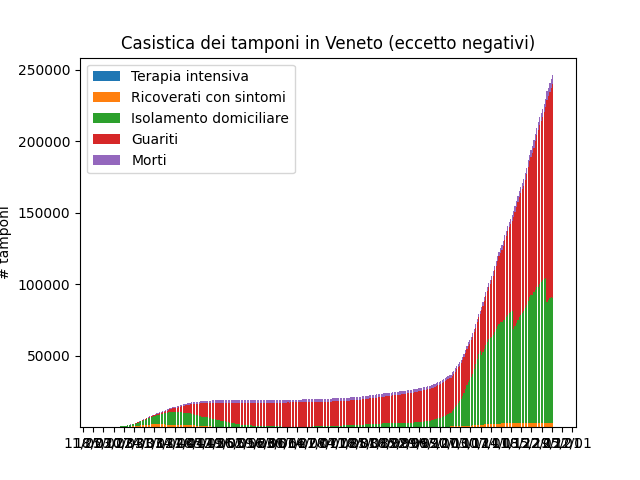 Casistica dei tamponi in Veneto (eccetto negativi)
250000
200000
150000
100000
50000
# tamponi
Terapia intensiva
Ricoverati con sintomi
Isolamento domiciliare
Guariti
Morti